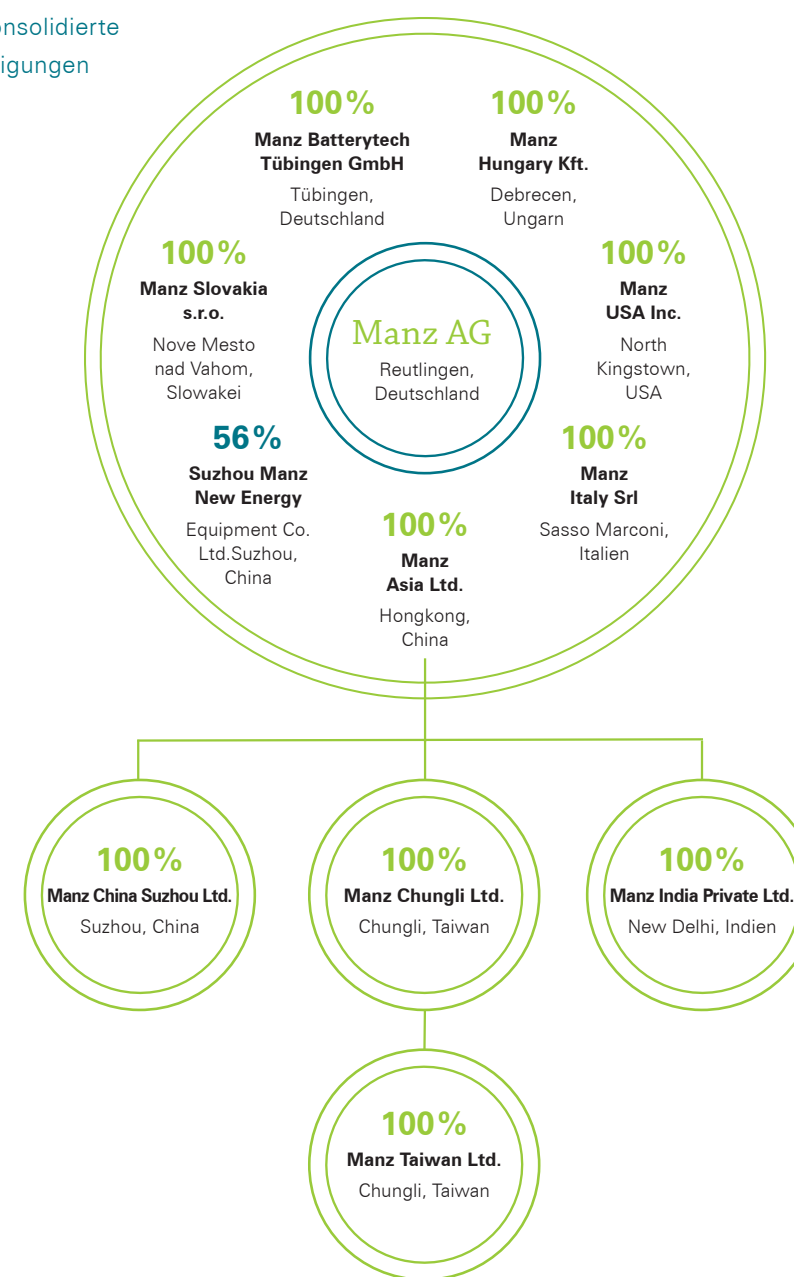 onsolidierte
igungen
100%
Manz Batterytech
Tübingen GmbH
Tübingen,
Deutschland
100%
Manz
Hungary Kft.
Debrecen,
Ungarn
100%
Manz Slovakia
s.r.o.
Nove Mesto
nad Vahom,
Slowakei
100%
Manz
USA Inc.
North
Kingstown,
USA
Manz AG
Reutlingen,
Deutschland
56%
Suzhou Manz
New Energy
Equipment Co.
Ltd.Suzhou,
China
100%
Manz
Italy Srl
Sasso Marconi,
Italien
100%
Manz
Asia Ltd.
Hongkong,
China
100%
Manz China Suzhou Ltd.
Suzhou, China
100%
Manz Chungli Ltd.
Chungli, Taiwan
100%
Manz India Private Ltd.
New Delhi, Indien
100%
Manz Taiwan Ltd.
Chungli, Taiwan